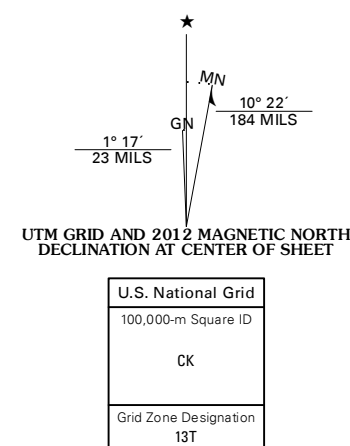 ★
MN
GN
10° 22´
184 MILS
1° 17´
23 MILS
UTM GRID AND 2012 MAGNETIC NORTH
DECLINATION AT CENTER OF SHEET
U.S. National Grid
100,000-m Square ID
CK
Grid Zone Designation
13T